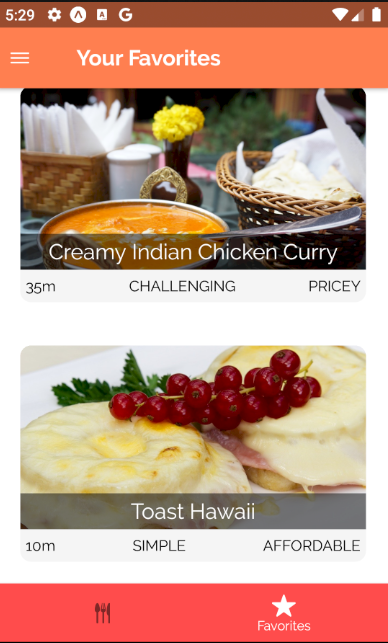 5:29
Your Favorites
Creamy Indian Chicken Curry
35m CHALLENGING PRICEY
Toast Hawaii
10m SIMPLE AFFORDABLE
Favorites